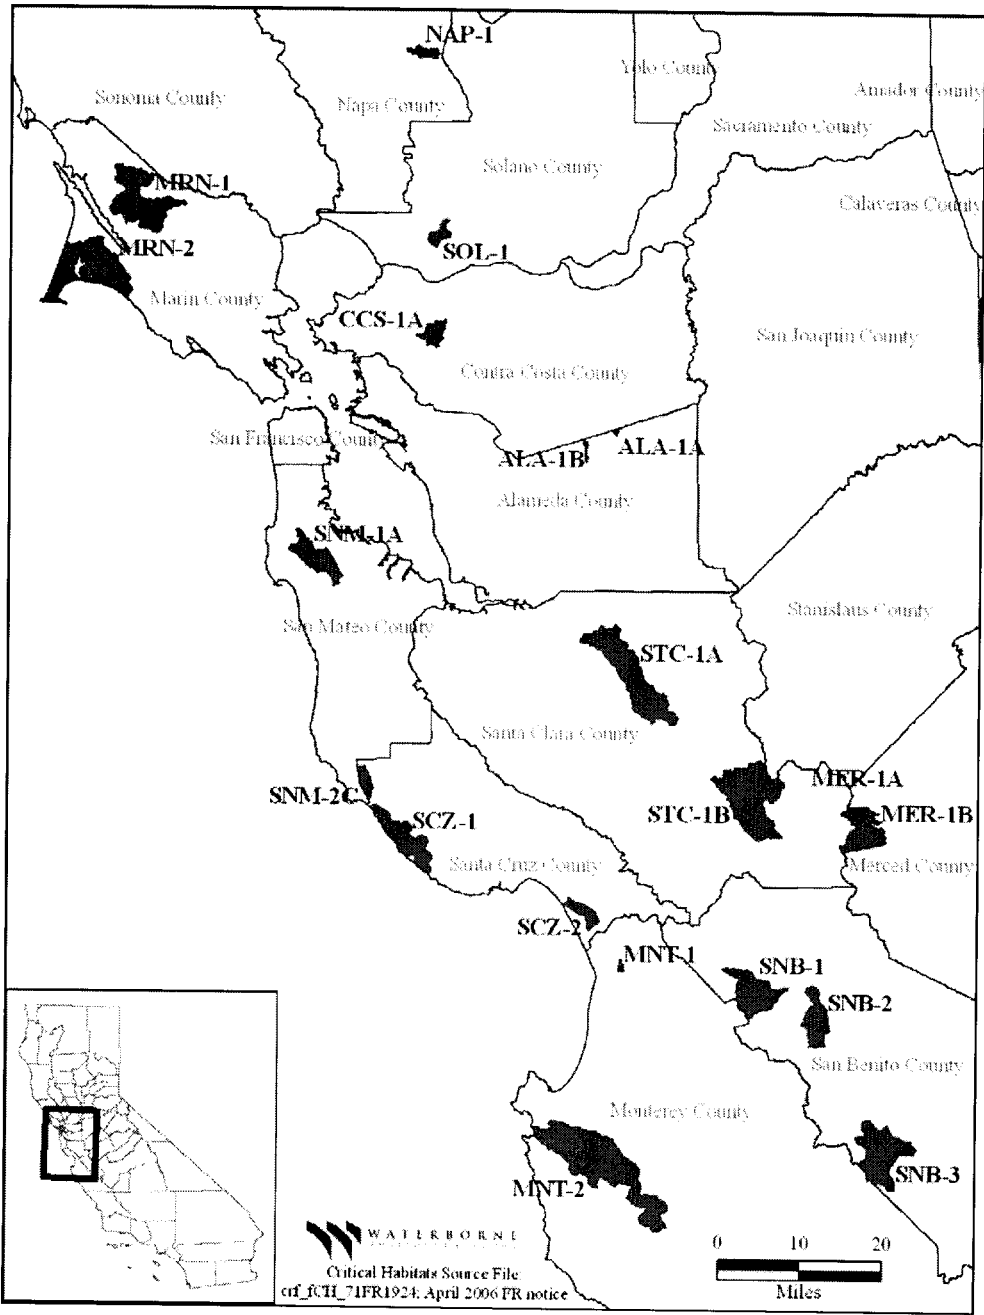 NAP-1
Yolo County
Amador County
Sonoma County
Napa County
Sacramento County
Solano County
MRN-1
Calaveras County
MRN-2
SOL-1
Marin County
CCS-1A
San Joaquin County
Contra Costa County
San Francisco County
ALA-1B
ALA-1A
Alameda County
SNM-1A
Stanislaus County
San Mateo County
STC-1A
Santa Clara County
MER-1A
SNM-2C
SCZ-1
STC-1B
MER-1B
Santa Cruz County
Merced County
SCZ-2
MNT-1
SNB-1
SNB-2
San Benito County
Monterey County
MNT-2
SNB-3
WATERBORNE
0 10 20
Miles
Critical Habitats Source File:
crf_fCH_71FR1924; April 2006 FR notice